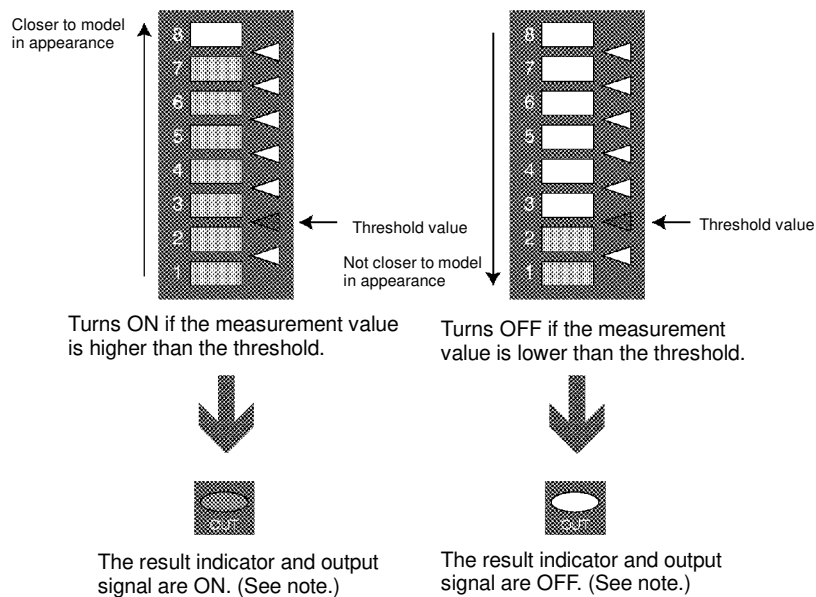 Closer to model
in appearance
8
7
6
5
4
3
2
1
Threshold value
Turns ON if the measurement value
is higher than the threshold.
OUT
The result indicator and output
signal are ON. (See note.)
8
7
6
5
4
3
2
1
Threshold value
Not closer to model
in appearance
Turns OFF if the measurement
value is lower than the threshold.
OUT
The result indicator and output
signal are OFF. (See note.)